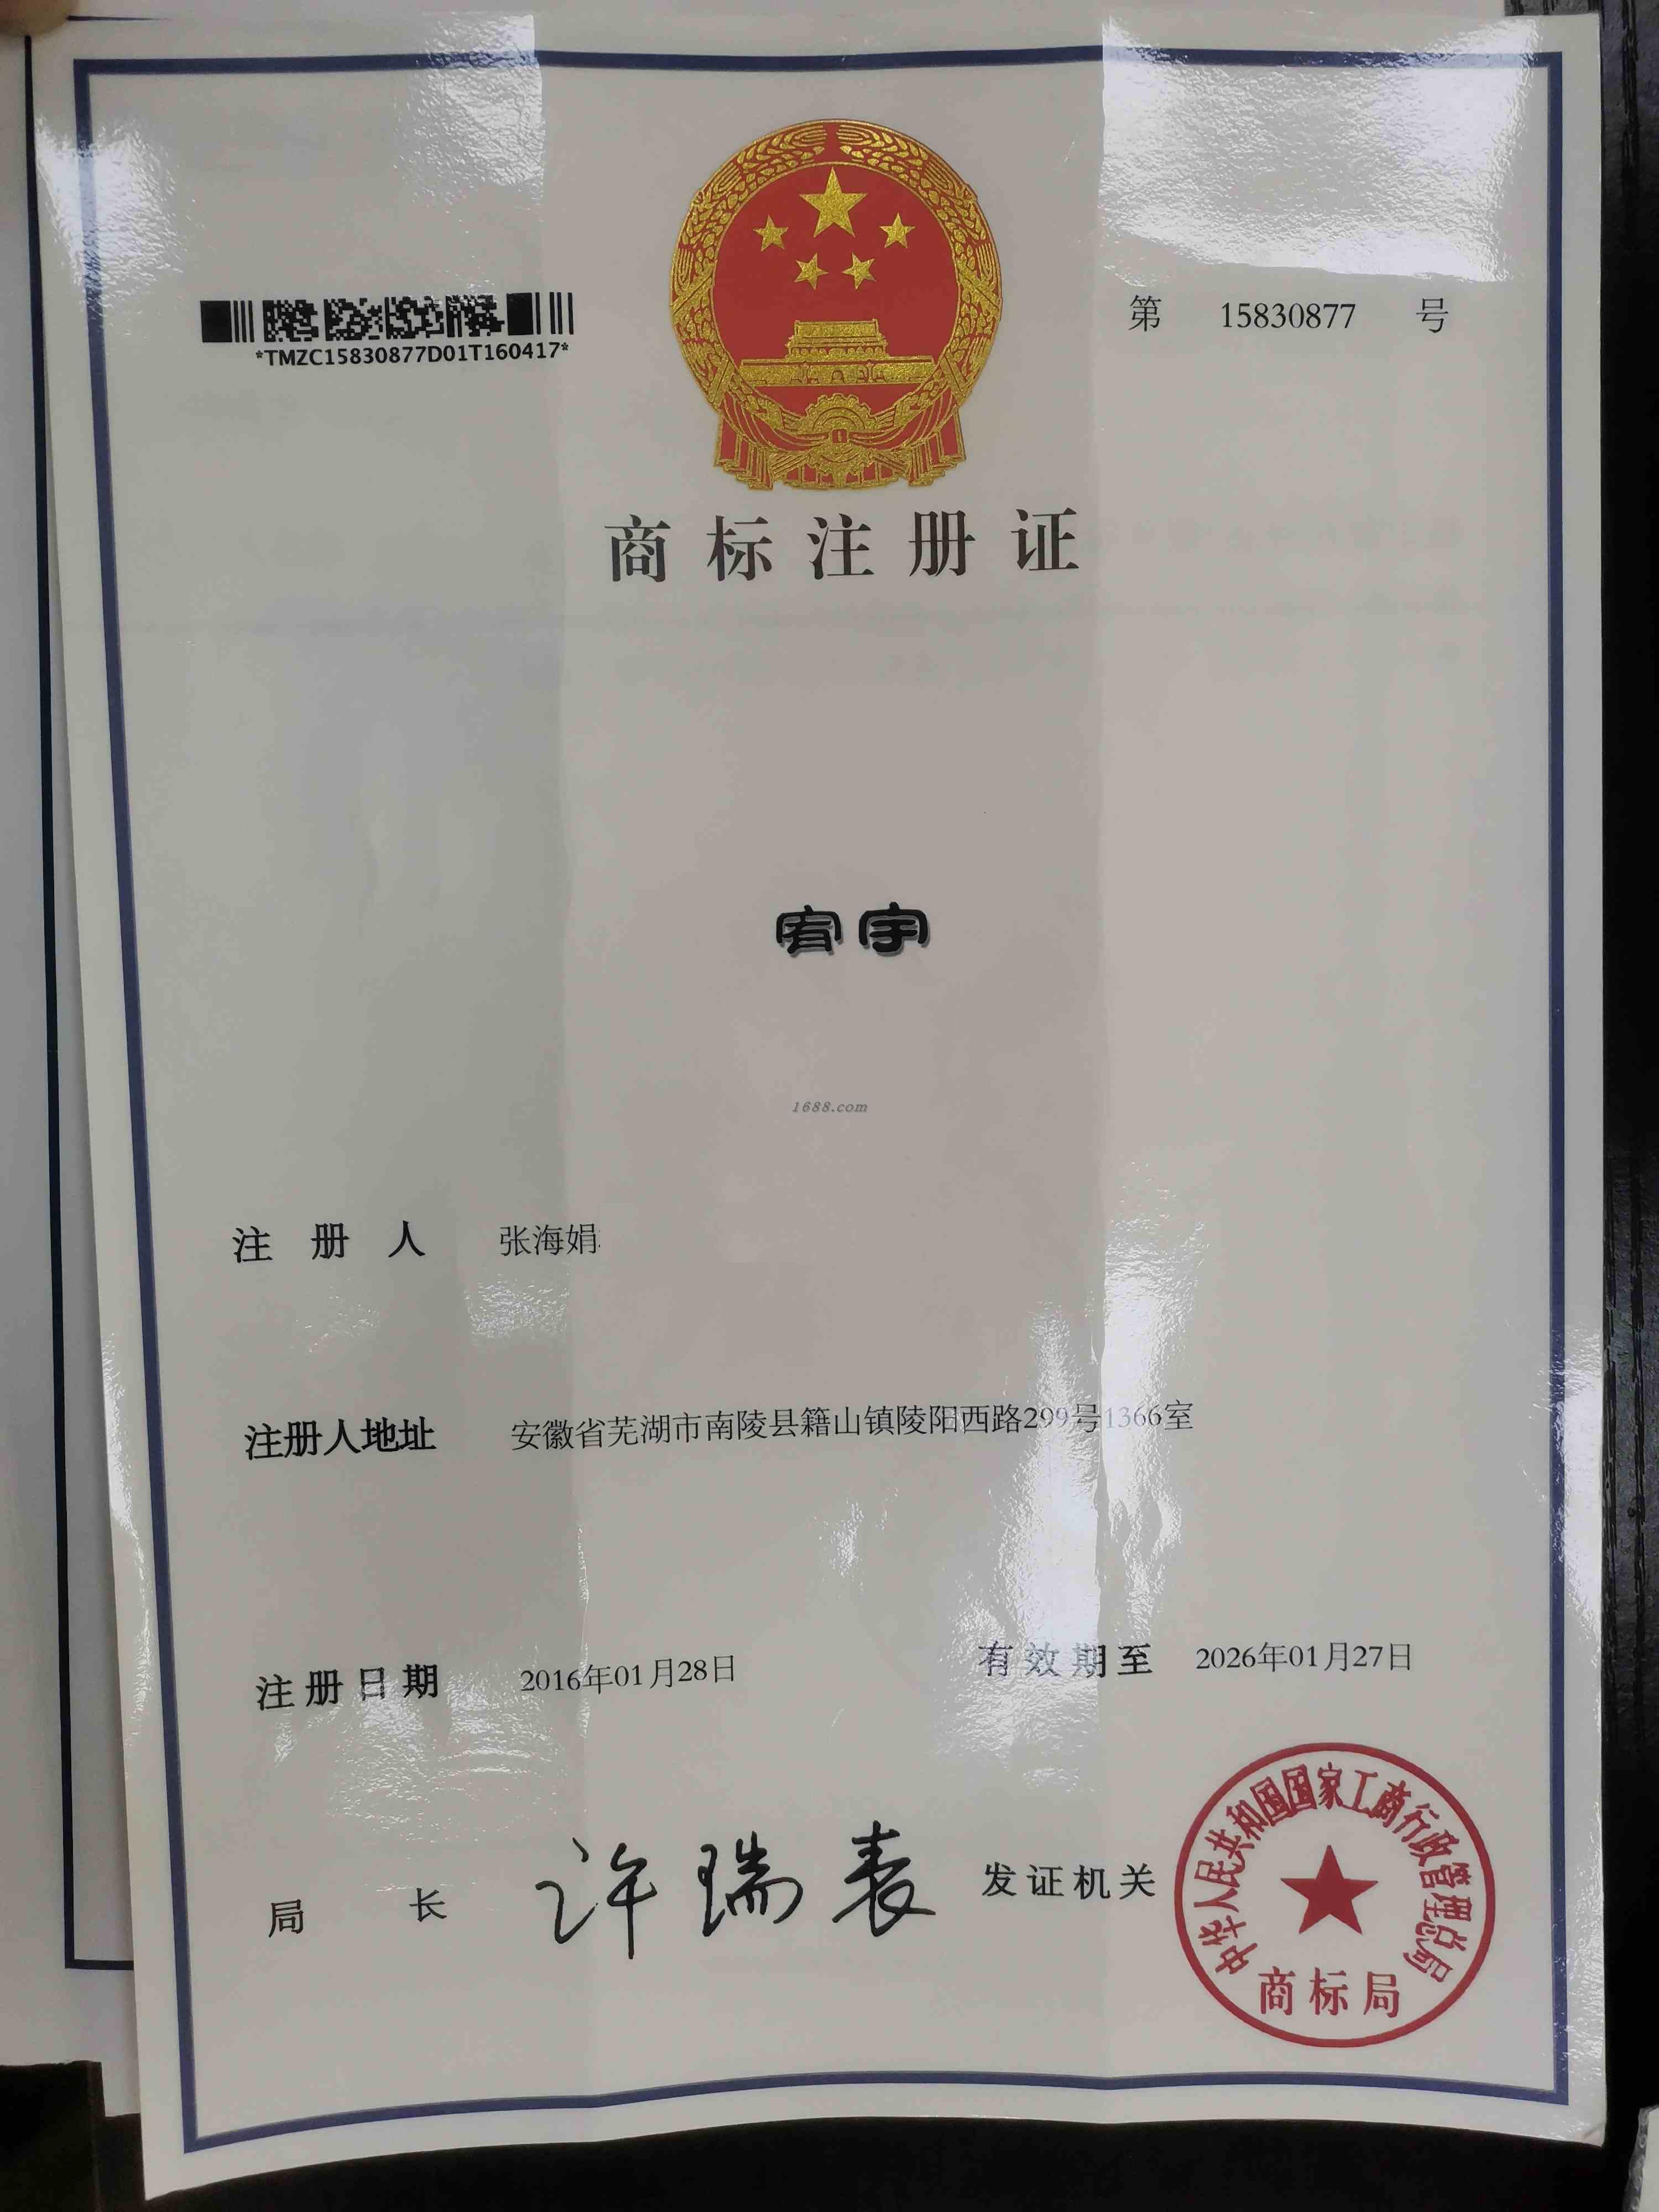 第 15830877 号
*TMZC15830877D01T160417*
商标注册证
宥宇
1688.com
注册人 张海娟
注册人地址 安徽省芜湖市南陵县籍山镇陵阳西路299号1366室
注册日期 2016年01月28日 有效期至 2026年01月27日
局长 许瑞表 发证机关
中华人民共和国国家工商行政管理总局
商标局